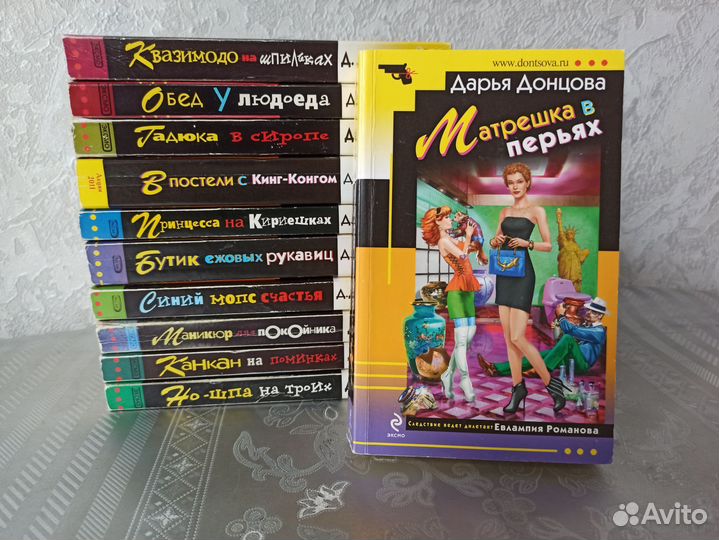 Квазимодо на шпильках Д.
Обед у людоеда Д.
Гадюка в сиропе Д.
В постели с Кинг-Конгом Д
Принцесса на Кириешках Д
Бутик ежовых рукавиц Д
Синий мопс счастья Д.
Маникюр для покойника
Канкан на поминках Д
Но-шпа на троих Д
www.dontsova.ru
Дарья Донцова
Матрешка в
перьях
эксмо
Следствие ведет дилетант Евлампия Романова
Avito